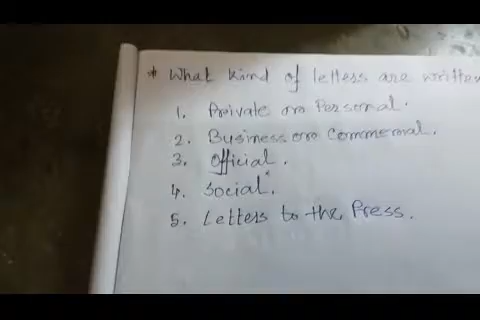 * What kind of letters are written
1. Private or Personal.
2. Business or Commercial.
3. Official.
4. Social.
5. Letters to the Press.